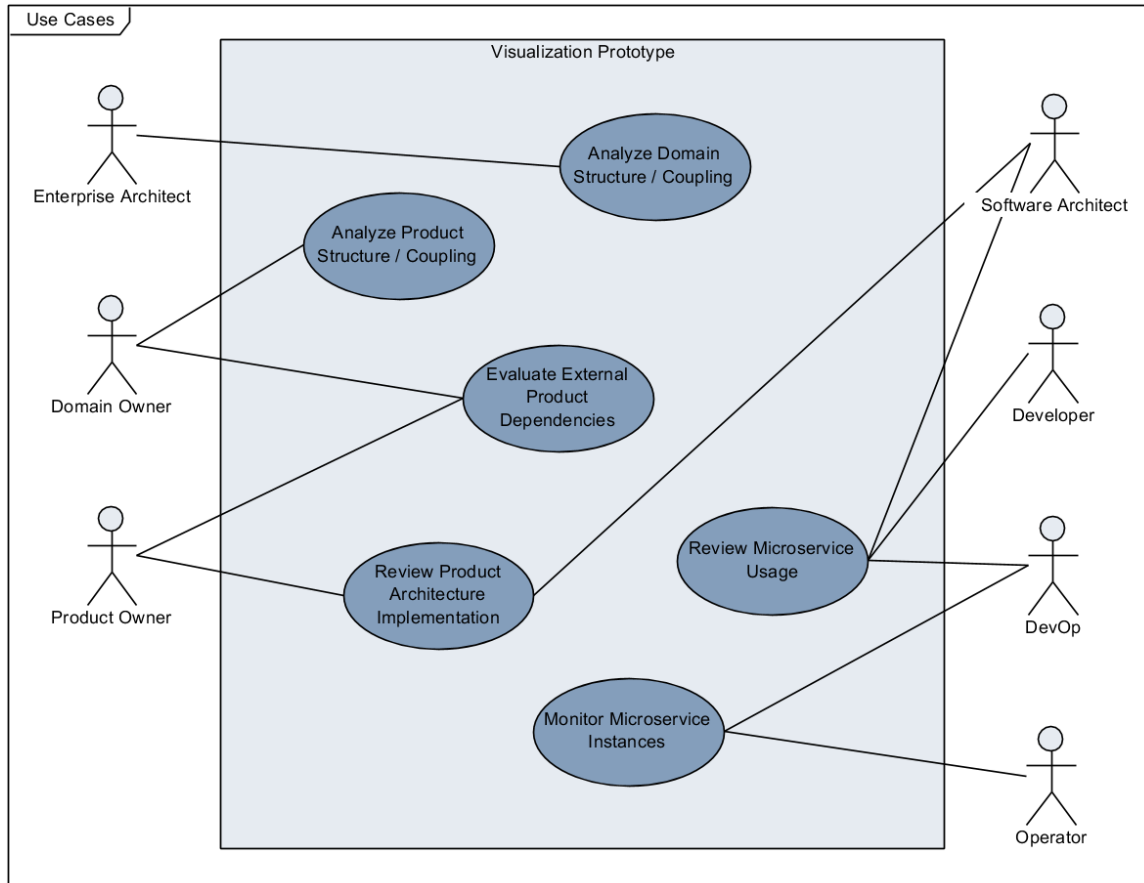 Use Cases
Visualization Prototype
Enterprise Architect
Analyze Domain
Structure / Coupling
Software Architect
Analyze Product
Structure / Coupling
Domain Owner
Evaluate External
Product
Dependencies
Developer
Product Owner
Review Product
Architecture
Implementation
Review Microservice
Usage
DevOp
Monitor Microservice
Instances
Operator